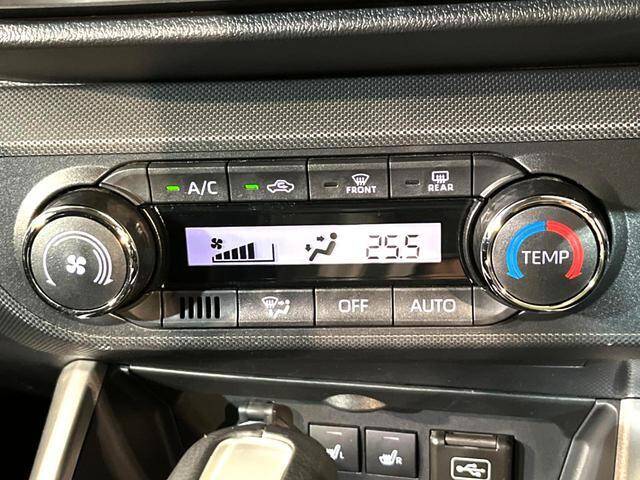 A/C FRONT REAR
25.5
TEMP
OFF AUTO
L R